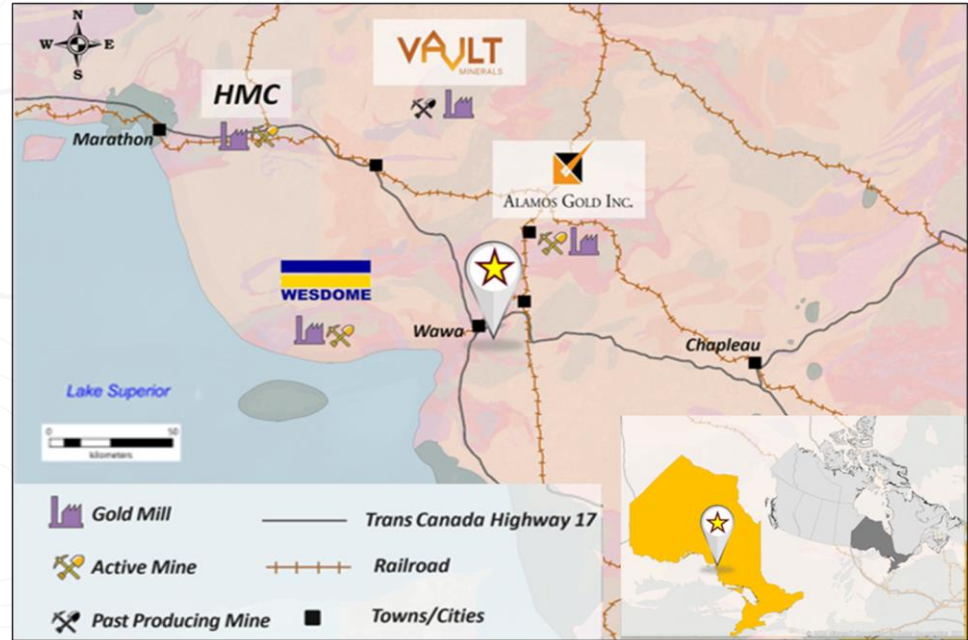 N
W E
S
VAULT
MINERALS
HMC
Marathon
ALAMOS GOLD INC.
WESDOME
Wawa
Chapleau
Lake Superior
0 50
kilometers
Gold Mill
Trans Canada Highway 17
Active Mine
Railroad
Past Producing Mine
Towns/Cities